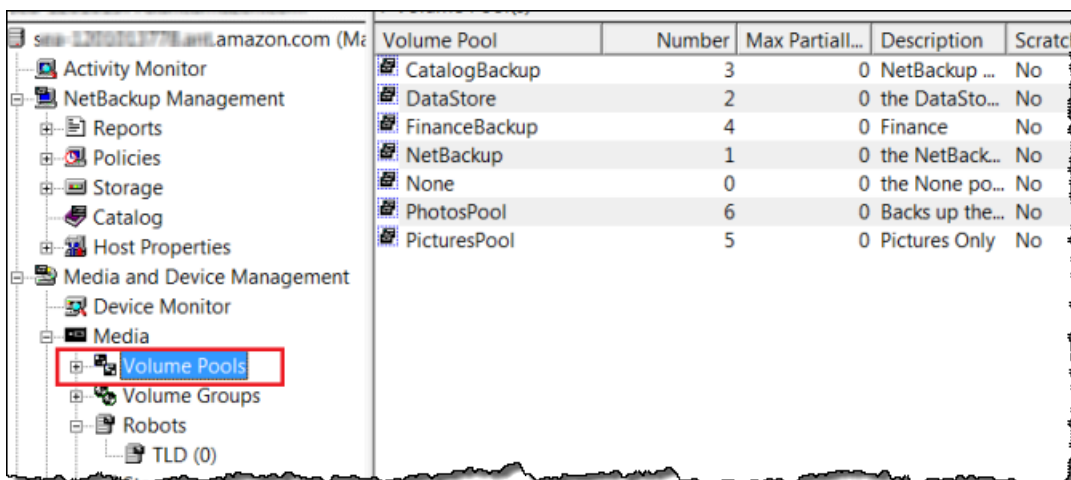 amazon.com (Ma
Activity Monitor
NetBackup Management
Reports
Policies
Storage
Catalog
Host Properties
Media and Device Management
Device Monitor
Media
Volume Pools
Volume Groups
Robots
TLD (0)
Volume Pool Number Max Partiall... Description Scratc
CatalogBackup 3 0 NetBackup ... No
DataStore 2 0 the DataSto... No
FinanceBackup 4 0 Finance No
NetBackup 1 0 the NetBack... No
None 0 0 the None po... No
PhotosPool 6 0 Backs up the... No
PicturesPool 5 0 Pictures Only No